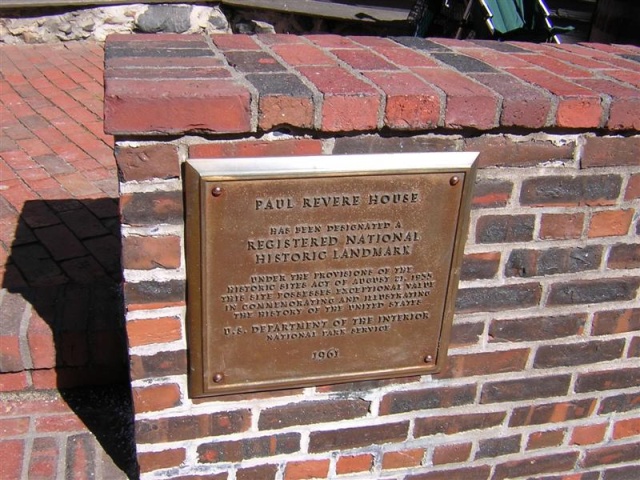 PAUL REVERE HOUSE
HAS BEEN DESIGNATED A
REGISTERED NATIONAL
HISTORIC LANDMARK
UNDER THE PROVISIONS OF THE
HISTORIC SITES ACT OF AUGUST 21, 1935
THIS SITE POSSESSES EXCEPTIONAL VALUE
IN COMMEMORATING AND ILLUSTRATING
THE HISTORY OF THE UNITED STATES
U.S. DEPARTMENT OF THE INTERIOR
NATIONAL PARK SERVICE
1961